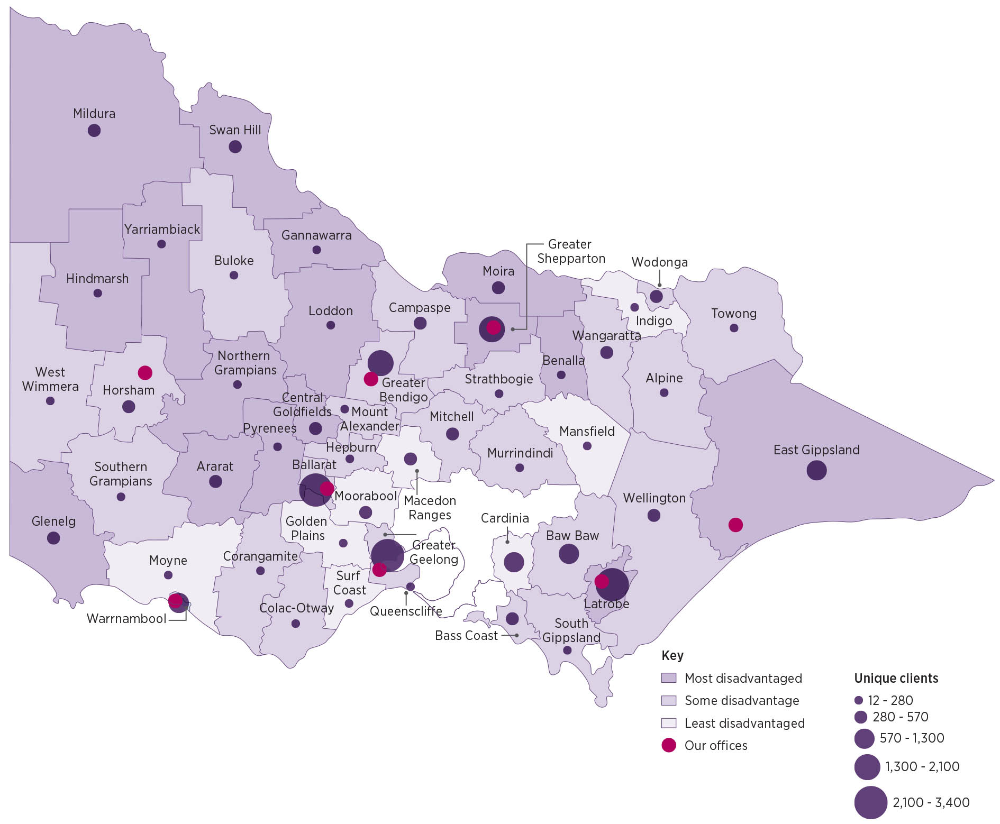 Mildura
Swan Hill
Yarriambiack
Gannawarra
Greater
Shepparton
Buloke
Wodonga
Hindmarsh
Moira
Loddon
Campaspe
Towong
Indigo
Wangaratta
Northern
Grampians
Benalla
West
Wimmera
Horsham
Greater
Bendigo
Strathbogie
Alpine
Central
Goldfields
Mount
Alexander
Mitchell
Pyrenees
Mansfield
Hepburn
Murrindindi
East Gippsland
Southern
Grampians
Ararat
Ballarat
Moorabool
Macedon
Ranges
Wellington
Glenelg
Golden
Plains
Cardinia
Baw Baw
Greater
Geelong
Moyne
Corangamite
Surf
Coast
Colac-Otway
Queenscliffe
Latrobe
Warrnambool
Bass Coast
South
Gippsland
Key
Most disadvantaged
Some disadvantage
Least disadvantaged
Our offices
Unique clients
12 - 280
280 - 570
570 - 1,300
1,300 - 2,100
2,100 - 3,400